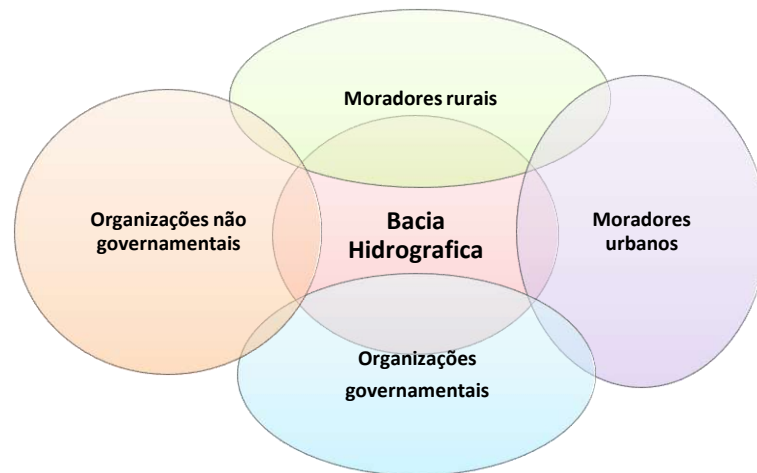 Moradores rurais
Organizações não
governamentais
Bacia
Hidrografica
Moradores
urbanos
Organizações
governamentais